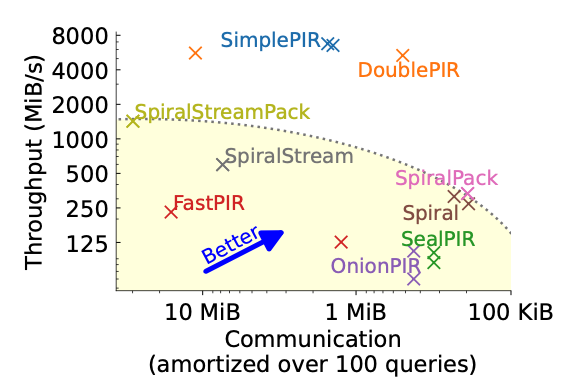 8000
4000
2000
1000
500
250
125
Throughput (MiB/s)
SimplePIR
DoublePIR
SpiralStreamPack
SpiralStream
SpiralPack
FastPIR
Spiral
Better
SealPIR
OnionPIR
10 MiB
1 MiB
100 KiB
Communication
(amortized over 100 queries)